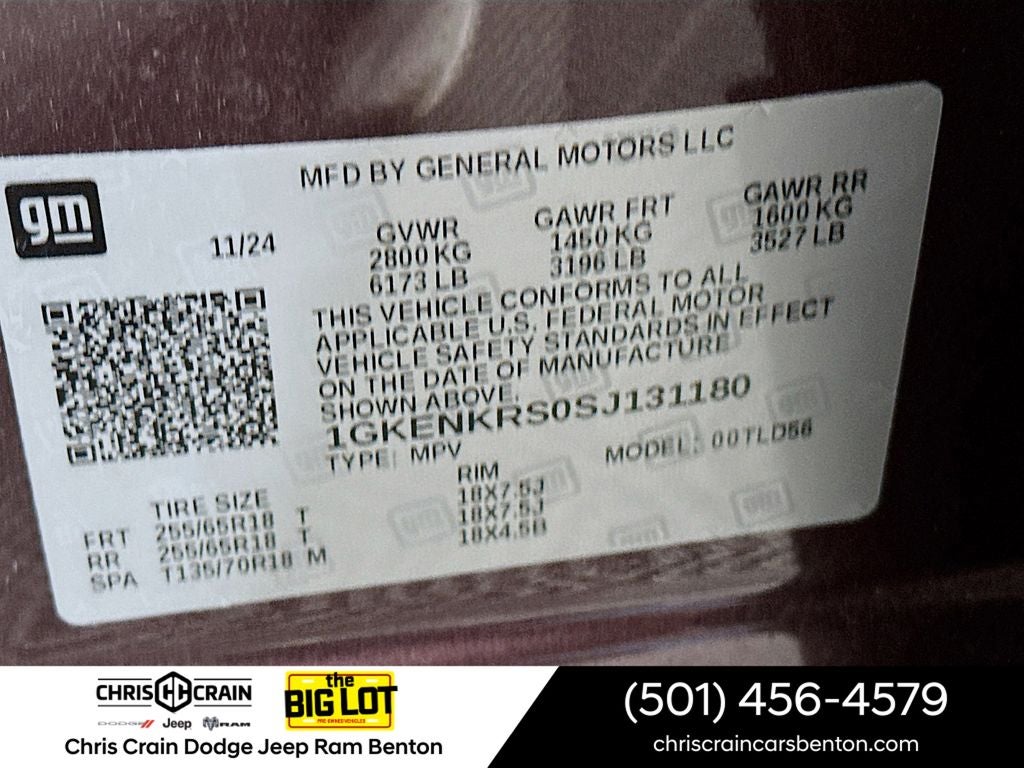 MFD BY GENERAL MOTORS LLC
gm
11/24
GVWR
2800 KG
6173 LB
GAWR FRT
1450 KG
3196 LB
GAWR RR
1600 KG
3527 LB
THIS VEHICLE CONFORMS TO ALL
APPLICABLE U.S. FEDERAL MOTOR
VEHICLE SAFETY STANDARDS IN EFFECT
ON THE DATE OF MANUFACTURE
SHOWN ABOVE.
1GKENKRS0SJ131180
TYPE: MPV
MODEL: 00TLD56
TIRE SIZE
RIM
FRT 255/65R18 T 18X7.5J
RR 255/65R18 T 18X7.5J
SPA T135/70R18 M 18X4.5B
CHRIS CRAIN
the
BIG LOT
PRE-OWNED VEHICLES
DODGE Jeep RAM
Chris Crain Dodge Jeep Ram Benton
(501) 456-4579
chriscraincarsbenton.com